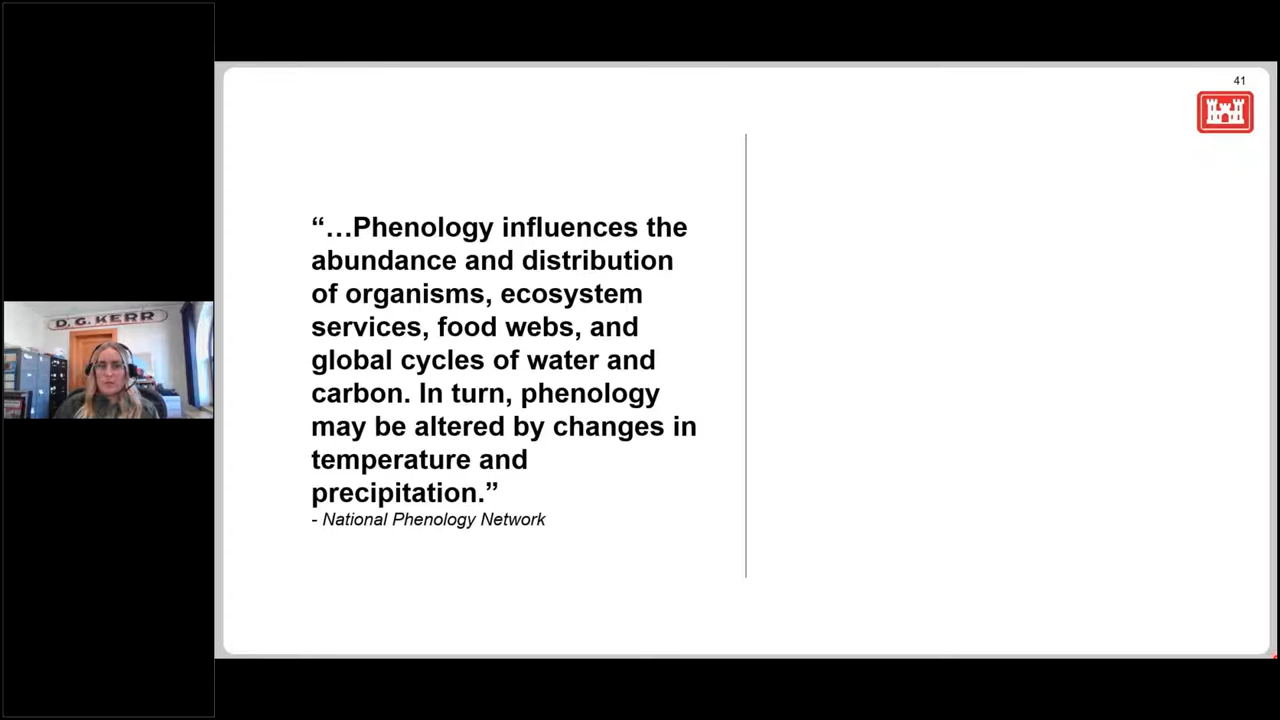 41
D. G. KERR
“…Phenology influences the
abundance and distribution
of organisms, ecosystem
services, food webs, and
global cycles of water and
carbon. In turn, phenology
may be altered by changes in
temperature and
precipitation.”
- National Phenology Network